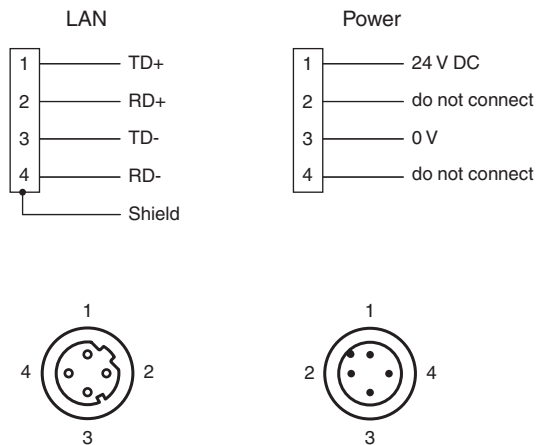 LAN
1 TD+
2 RD+
3 TD-
4 RD-
Shield
Power
1 24 V DC
2 do not connect
3 0 V
4 do not connect
1
4 2
3
1
2 4
3